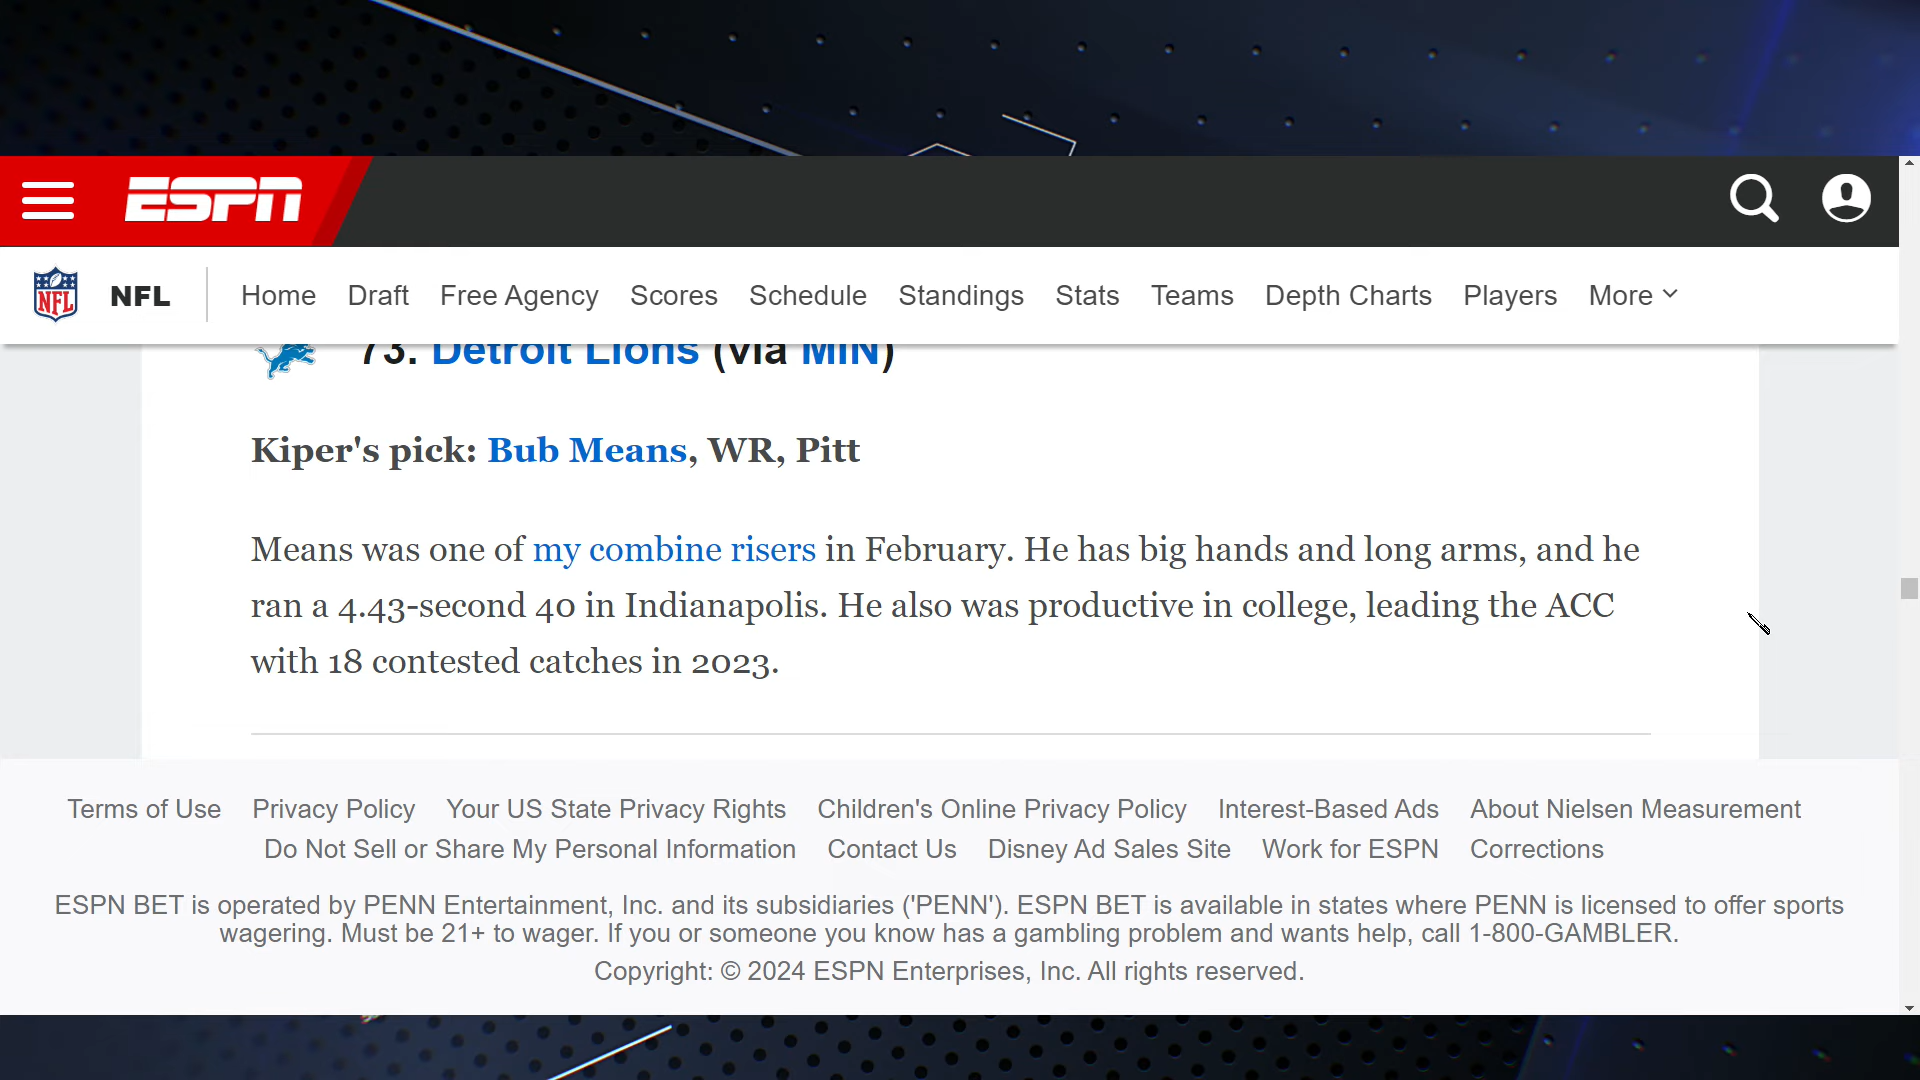 ESPN
NFL NFL Home Draft Free Agency Scores Schedule Standings Stats Teams Depth Charts Players More
73. Detroit Lions (via MIN)
Kiper's pick: Bub Means, WR, Pitt
Means was one of my combine risers in February. He has big hands and long arms, and he
ran a 4.43-second 40 in Indianapolis. He also was productive in college, leading the ACC
with 18 contested catches in 2023.
Terms of Use Privacy Policy Your US State Privacy Rights Children's Online Privacy Policy Interest-Based Ads About Nielsen Measurement
Do Not Sell or Share My Personal Information Contact Us Disney Ad Sales Site Work for ESPN Corrections
ESPN BET is operated by PENN Entertainment, Inc. and its subsidiaries ('PENN'). ESPN BET is available in states where PENN is licensed to offer sports
wagering. Must be 21+ to wager. If you or someone you know has a gambling problem and wants help, call 1-800-GAMBLER.
Copyright: © 2024 ESPN Enterprises, Inc. All rights reserved.